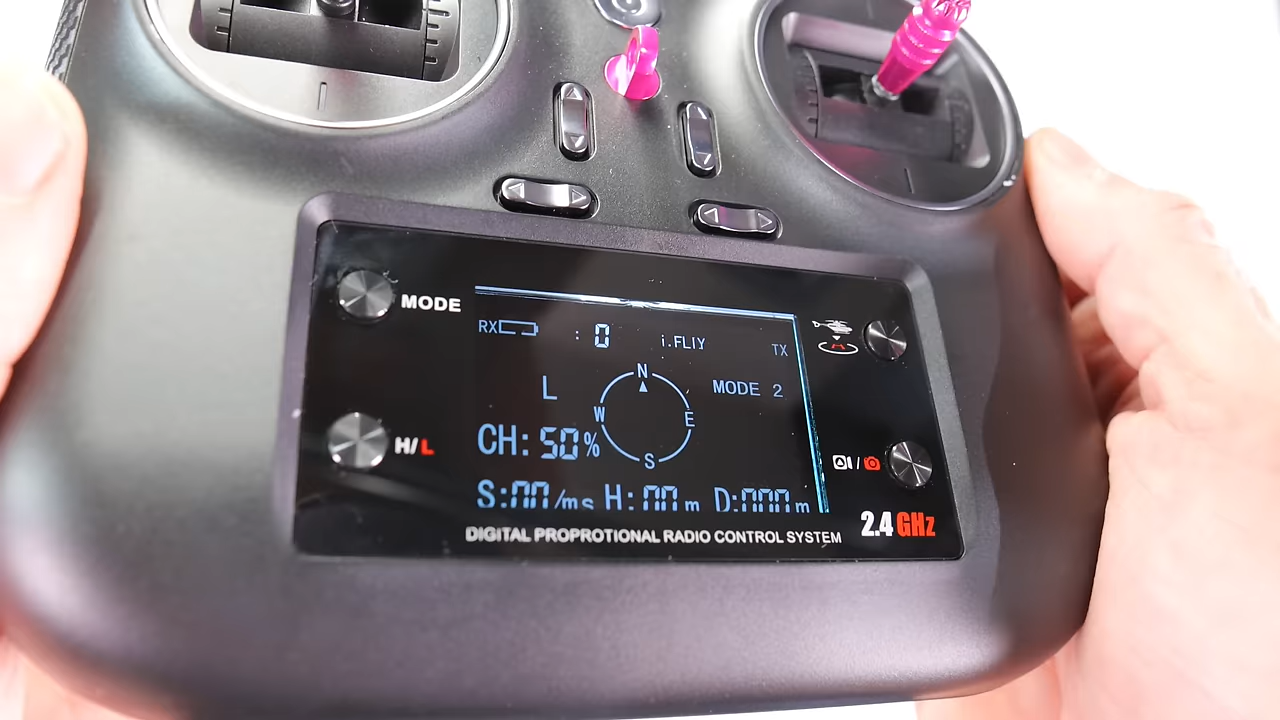 MODE
RX : 0 i.FLIY TX
L N MODE 2
W E
H/L
CH: 50%
S
S:00/ms H:00m D:000m
2.4 GHz
DIGITAL PROPROTIONAL RADIO CONTROL SYSTEM